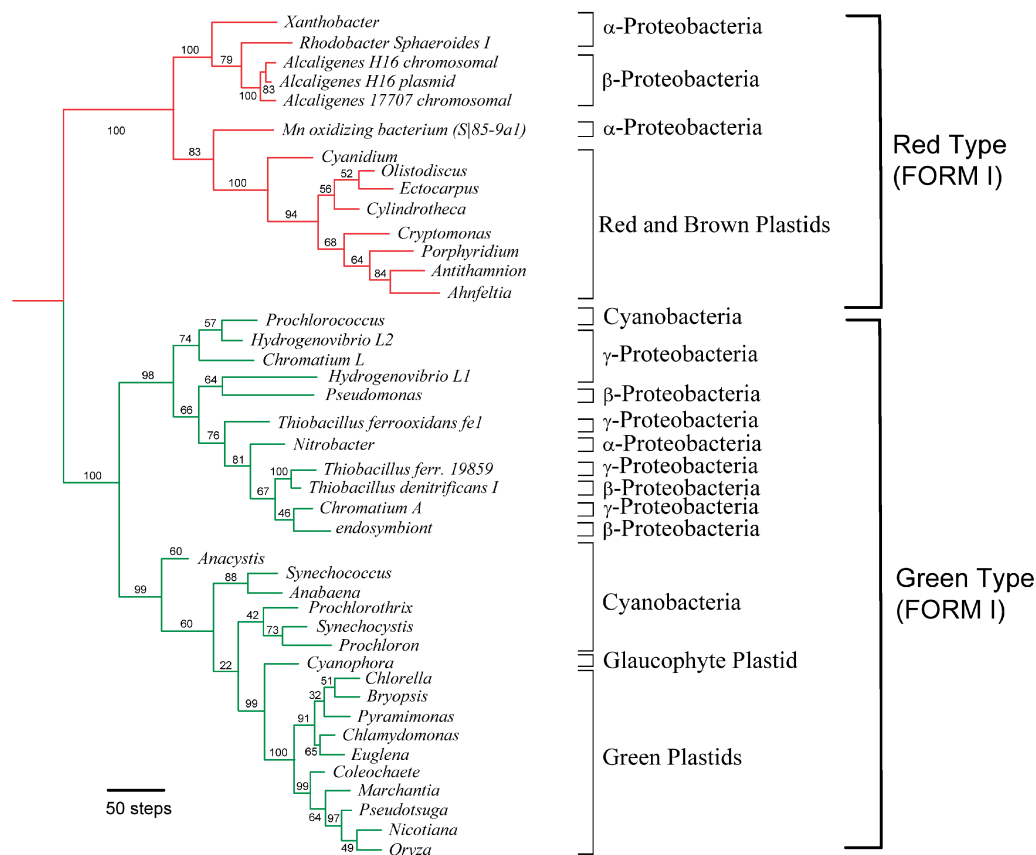 Xanthobacter
α-Proteobacteria
100
Rhodobacter Sphaeroides I
79
Alcaligenes H16 chromosomal
Alcaligenes H16 plasmid
β-Proteobacteria
83
100
Alcaligenes 17707 chromosomal
100
Mn oxidizing bacterium (S|85-9a1)
α-Proteobacteria
Red Type
(FORM I)
83
Cyanidium
Olistodiscus
52
100
Ectocarpus
56
Cylindrotheca
94
Red and Brown Plastids
Cryptomonas
68
Porphyridium
64
Antithamnion
84
Ahnfeltia
Prochlorococcus
Cyanobacteria
57
Hydrogenovibrio L2
74
Chromatium L
γ-Proteobacteria
98
Hydrogenovibrio L1
64
Pseudomonas
β-Proteobacteria
66
Thiobacillus ferrooxidans fe1
γ-Proteobacteria
76
Nitrobacter
α-Proteobacteria
81
100
Thiobacillus ferr. 19859
γ-Proteobacteria
100
67
Thiobacillus denitrificans I
β-Proteobacteria
Chromatium A
γ-Proteobacteria
46
endosymbiont
β-Proteobacteria
60
Anacystis
Synechococcus
88
Green Type
(FORM I)
99
Anabaena
Cyanobacteria
Prochlorothrix
42
60
Synechocystis
73
Prochloron
22
Cyanophora
Glaucophyte Plastid
Chlorella
51
32
Bryopsis
99
Pyramimonas
91
Chlamydomonas
100
65
Euglena
Green Plastids
Coleochaete
99
Marchantia
64
97
Pseudotsuga
Nicotiana
49
Oryza
50 steps